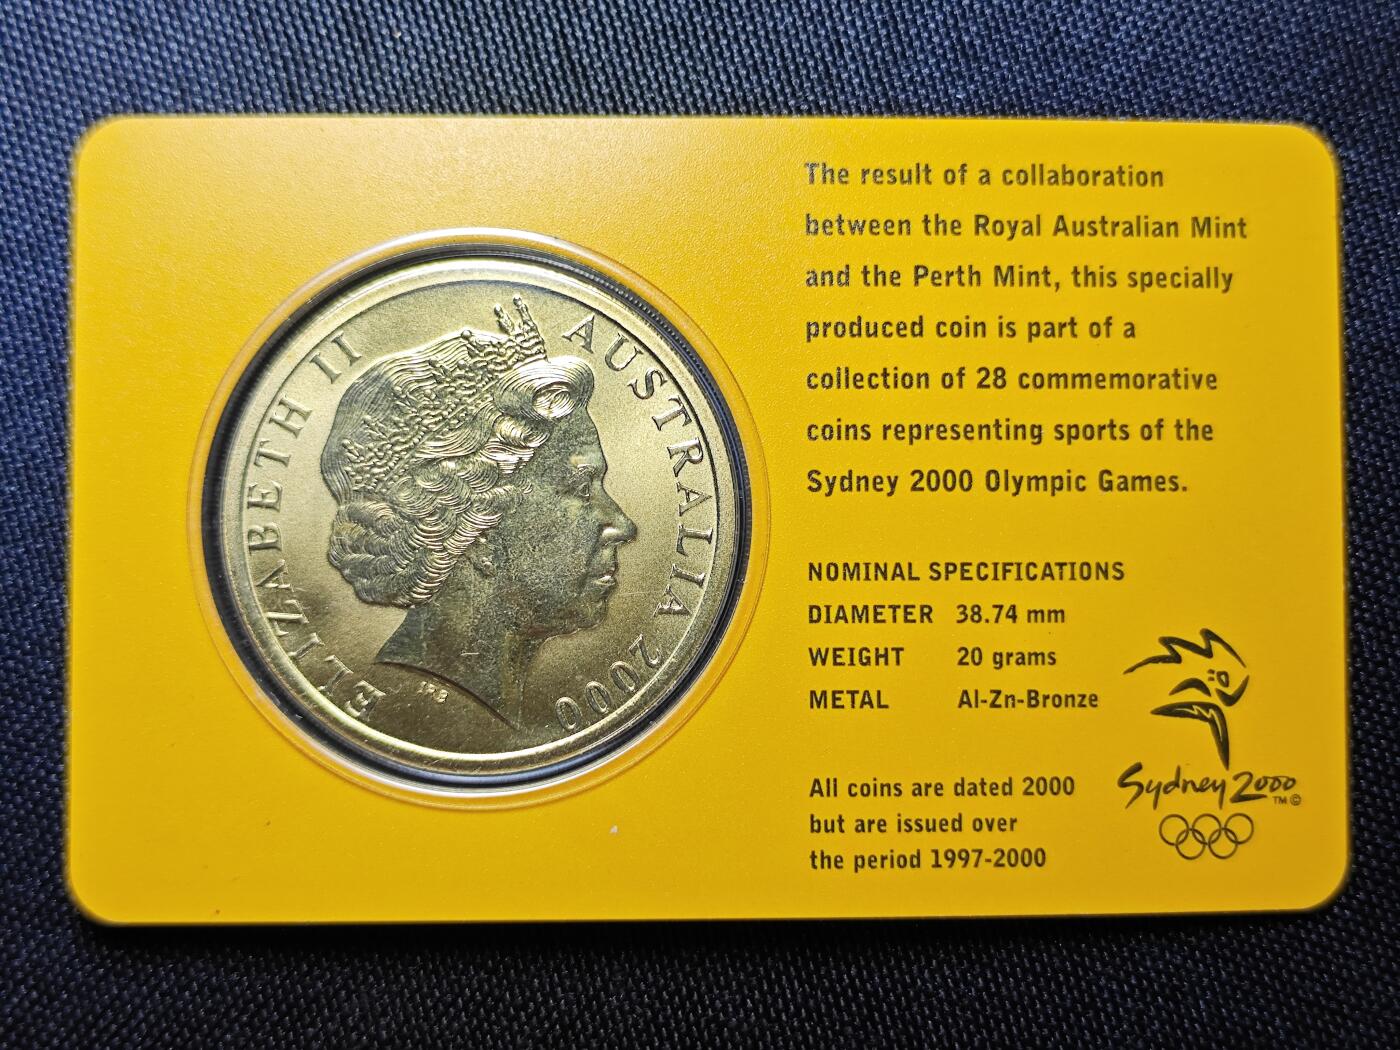 ELIZABETH II
AUSTRALIA 2000
IRB
The result of a collaboration
between the Royal Australian Mint
and the Perth Mint, this specially
produced coin is part of a
collection of 28 commemorative
coins representing sports of the
Sydney 2000 Olympic Games.
NOMINAL SPECIFICATIONS
DIAMETER 38.74 mm
WEIGHT 20 grams
METAL Al-Zn-Bronze
All coins are dated 2000
but are issued over
the period 1997-2000
Sydney 2000
TM ©